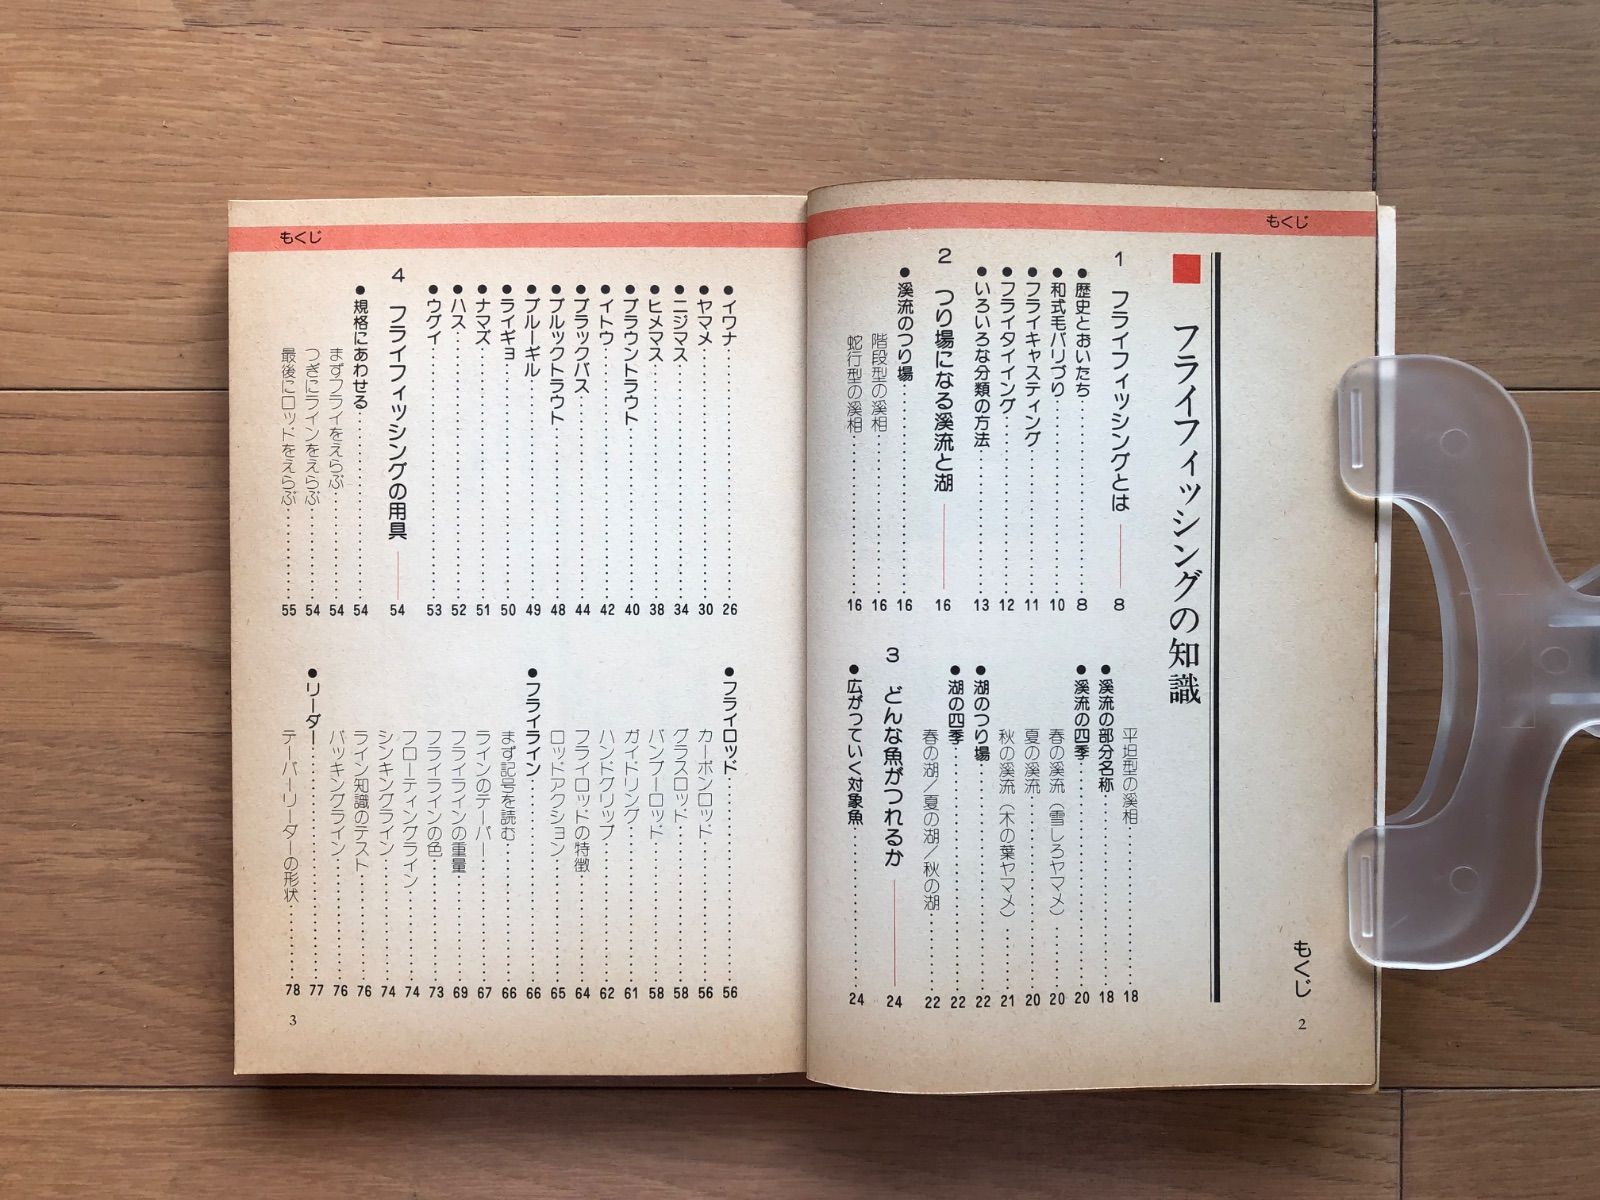 もくじ
もくじ
■フライフィッシングの知識
1 フライフィッシングとは 8
●歴史とおいたち 8
●和式毛バリづり 10
●フライキャスティング 11
●フライタイイング 12
●いろいろな分類の方法 13
2 つり場になる溪流と湖 16
●溪流のつり場 16
階段型の溪相 16
蛇行型の溪相 16
平坦型の溪相 18
●溪流の部分名称 18
●溪流の四季 20
春の溪流（雪しろヤマメ） 20
夏の溪流 20
秋の溪流（木の葉ヤマメ） 21
●湖のつり場 22
●湖の四季 22
春の湖／夏の湖／秋の湖 22
3 どんな魚がつれるか 24
●広がっていく対象魚 24
2
もくじ
●イワナ 26
●ヤマメ 30
●ニジマス 34
●ヒメマス 38
●ブラウントラウト 40
●イトウ 42
●ブラックバス 44
●ブルックトラウト 48
●ブルーギル 49
●ライギョ 50
●ナマズ 51
●ハス 52
●ウグイ 53
4 フライフィッシングの用具 54
●規格にあわせる 54
まずフライをえらぶ 54
つぎにラインをえらぶ 54
最後にロッドをえらぶ 55
●フライロッド 56
カーボンロッド 56
グラスロッド 58
バンブーロッド 58
ガイドリング 61
ハンドグリップ 62
フライロッドの特徴 64
ロッドアクション 65
●フライライン 66
まず記号を読む 66
ラインのテーパー 67
フライラインの重量 69
フライラインの色 73
フローティングライン 74
シンキングライン 74
ライン知識のテスト 76
バッキングライン 76
●リーダー 77
テーパーリーダーの形状 78
3